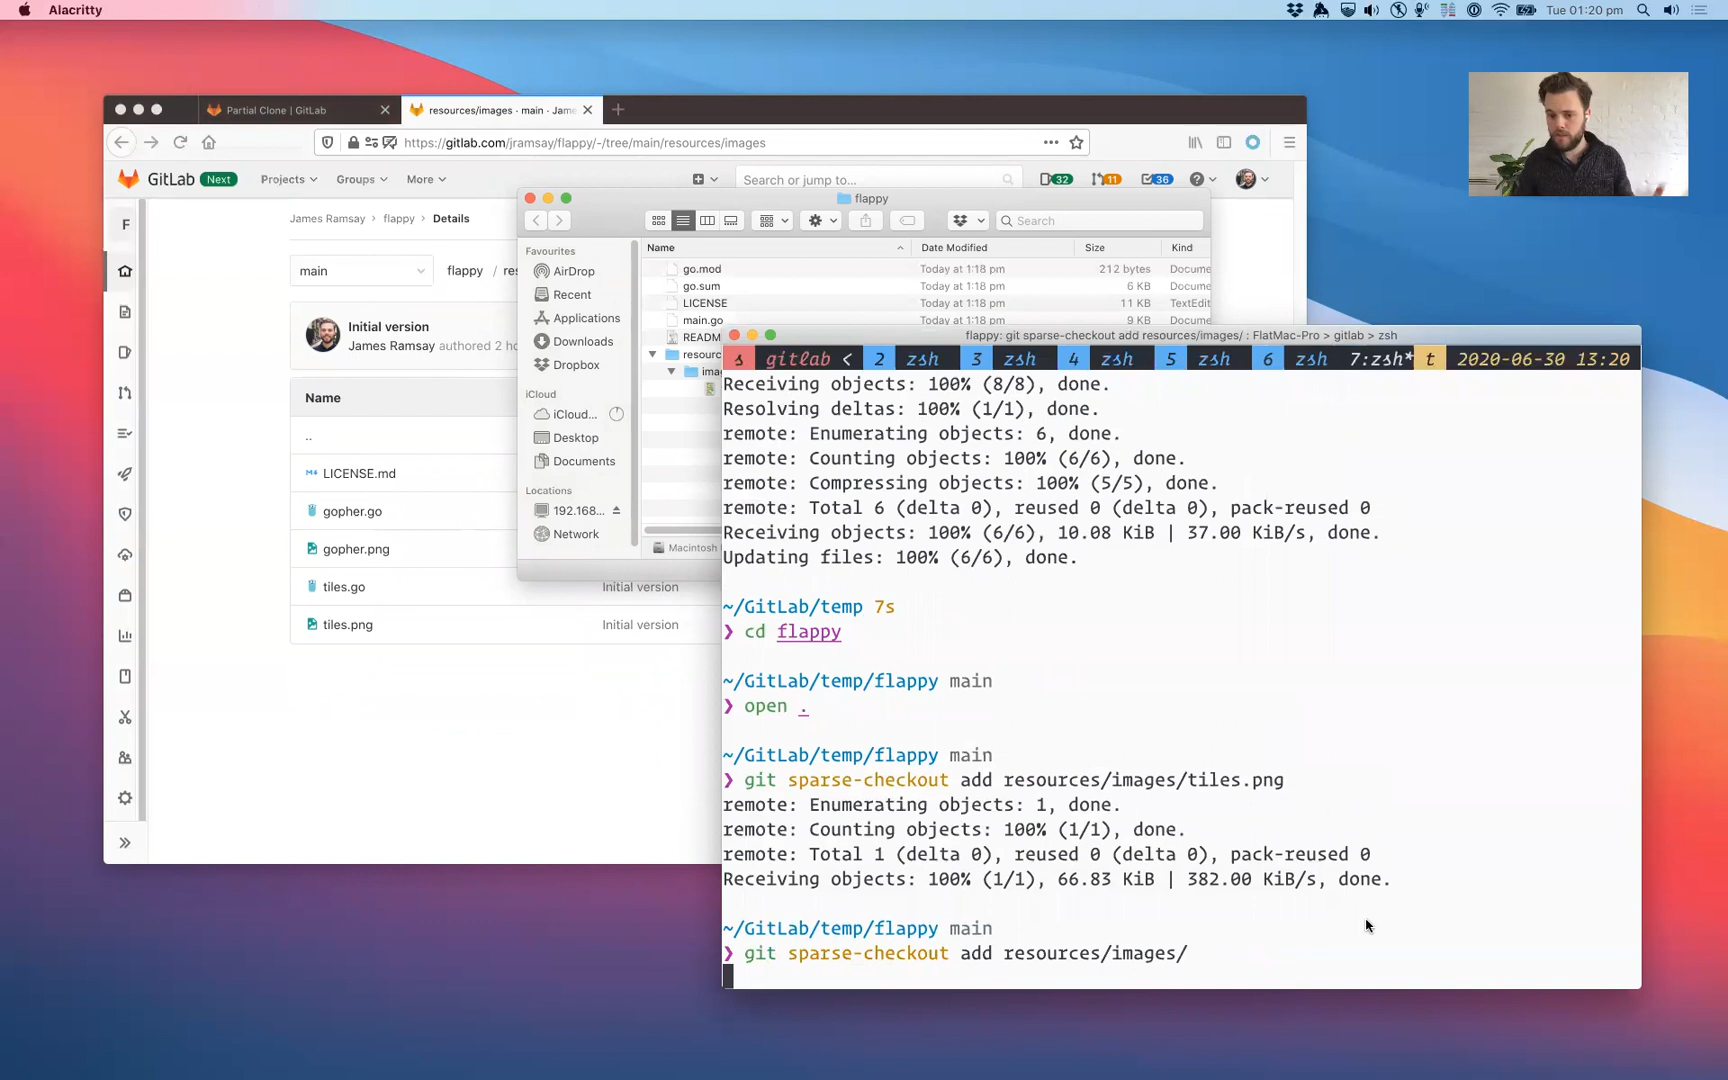 Alacritty
Tue 01:20 pm
Partial Clone | GitLab
resources/images · main · Jame
https://gitlab.com/jramsay/flappy/-/tree/main/resources/images
GitLab Next Projects Groups More Search or jump to... 32 11 36
James Ramsay › flappy › Details
F
main
flappy / res
Initial version
James Ramsay authored 2 ho
Name
..
LICENSE.md
gopher.go
gopher.png
tiles.go Initial version
tiles.png Initial version
flappy
Search
Favourites
AirDrop
Recent
Applications
Downloads
Dropbox
iCloud
iCloud...
Desktop
Documents
Locations
192.168...
Network
Name Date Modified Size Kind
go.mod Today at 1:18 pm 212 bytes Docume
go.sum Today at 1:18 pm 6 KB Docume
LICENSE Today at 1:18 pm 11 KB TextEdit
main.go Today at 1:18 pm 9 KB Docume
READM
resourc
ima
Macintosh
flappy: git sparse-checkout add resources/images/ : FlatMac-Pro > gitlab > zsh
s gitlab < 2 zsh 3 zsh 4 zsh 5 zsh 6 zsh 7:zsh* t 2020-06-30 13:20
Receiving objects: 100% (8/8), done.
Resolving deltas: 100% (1/1), done.
remote: Enumerating objects: 6, done.
remote: Counting objects: 100% (6/6), done.
remote: Compressing objects: 100% (5/5), done.
remote: Total 6 (delta 0), reused 0 (delta 0), pack-reused 0
Receiving objects: 100% (6/6), 10.08 KiB | 37.00 KiB/s, done.
Updating files: 100% (6/6), done.
~/GitLab/temp 7s
❯ cd flappy
~/GitLab/temp/flappy main
❯ open .
~/GitLab/temp/flappy main
❯ git sparse-checkout add resources/images/tiles.png
remote: Enumerating objects: 1, done.
remote: Counting objects: 100% (1/1), done.
remote: Total 1 (delta 0), reused 0 (delta 0), pack-reused 0
Receiving objects: 100% (1/1), 66.83 KiB | 382.00 KiB/s, done.
~/GitLab/temp/flappy main
❯ git sparse-checkout add resources/images/